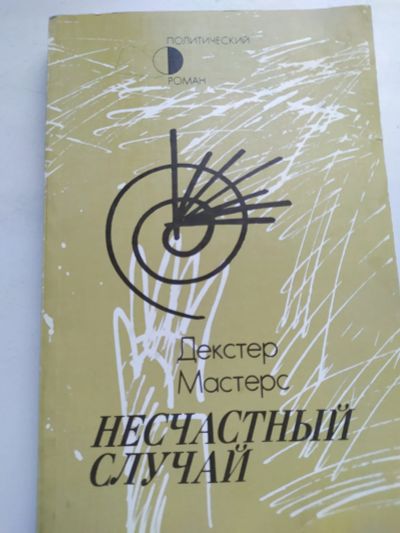 ПОЛИТИЧЕСКИЙ
РОМАН
Декстер
Мастерс
НЕСЧАСТНЫЙ
СЛУЧАЙ